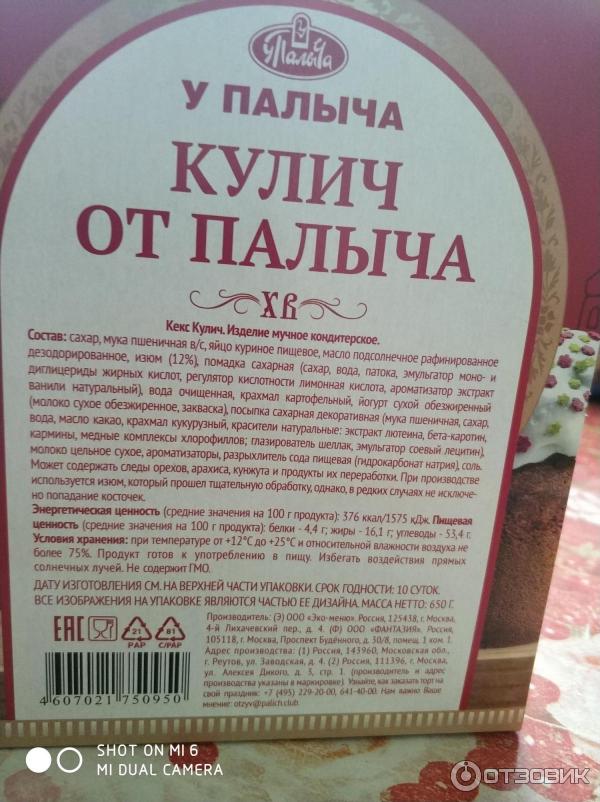 У Палыча
У ПАЛЫЧА
КУЛИЧ
ОТ ПАЛЫЧА
ХВ
Кекс Кулич. Изделие мучное кондитерское.
Состав: сахар, мука пшеничная в/с, яйцо куриное пищевое, масло подсолнечное рафинированное
дезодорированное, изюм (12%), помадка сахарная (сахар, вода, патока, эмульгатор моно- и
диглицериды жирных кислот, регулятор кислотности лимонная кислота, ароматизатор экстракт
ванили натуральный), вода очищенная, крахмал картофельный, йогурт сухой обезжиренный
(молоко сухое обезжиренное, закваска), посыпка сахарная декоративная (мука пшеничная, сахар,
вода, масло какао, крахмал кукурузный, красители натуральные: экстракт лютеина, бета-каротин,
кармины, медные комплексы хлорофиллов; глазирователь шеллак, эмульгатор соевый лецитин),
молоко цельное сухое, ароматизаторы, разрыхлитель сода пищевая (гидрокарбонат натрия), соль.
Может содержать следы орехов, арахиса, кунжута и продукты их переработки. При производстве
используется изюм, который прошел тщательную обработку, однако, в редких случаях не исключе-
но попадание косточек.
Энергетическая ценность (средние значения на 100 г продукта): 376 ккал/1575 кДж. Пищевая
ценность (средние значения на 100 г продукта): белки - 4,4 г; жиры - 16,1 г; углеводы - 53,4 г.
Условия хранения: при температуре от +12°С до +25°С и относительной влажности воздуха не
более 75%. Продукт готов к употреблению в пищу. Избегать воздействия прямых
солнечных лучей. Не содержит ГМО.
ДАТУ ИЗГОТОВЛЕНИЯ СМ. НА ВЕРХНЕЙ ЧАСТИ УПАКОВКИ. СРОК ГОДНОСТИ: 10 СУТОК.
ВСЕ ИЗОБРАЖЕНИЯ НА УПАКОВКЕ ЯВЛЯЮТСЯ ЧАСТЬЮ ЕЕ ДИЗАЙНА. МАССА НЕТТО: 650 Г.
EAC 21 PAP 81 C/PAP
Производитель: (Э) ООО «Эко-меню». Россия, 125438, г. Москва,
4-й Лихачевский пер., д. 4. (Ф) ООО «ФАНТАЗИЯ». Россия,
105118, г. Москва, Проспект Будённого, д. 30/8, помещ. 1 ком. 1.
Адрес производства: (1) Россия, 143960, Московская обл.,
г. Реутов, ул. Заводская, д. 4. (2) Россия, 111396, г. Москва,
ул. Алексея Дикого, д. 3, стр. 1. (производитель и адрес
производства указаны в маркировке). Узнайте, как заказать торт на
свой праздник: +7 (495) 229-20-00, 641-40-00. Нам важно Ваше
мнение: otzyv@palich.club
4 607021 750950
SHOT ON MI 6
MI DUAL CAMERA
ОТЗОВИК